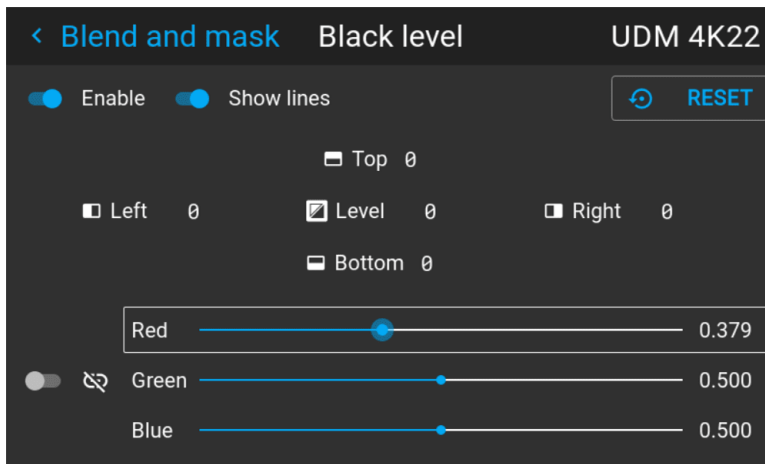 Blend and mask Black level UDM 4K22
Enable Show lines RESET
Top 0
Left 0 Level 0 Right 0
Bottom 0
Red 0.379
Green 0.500
Blue 0.500